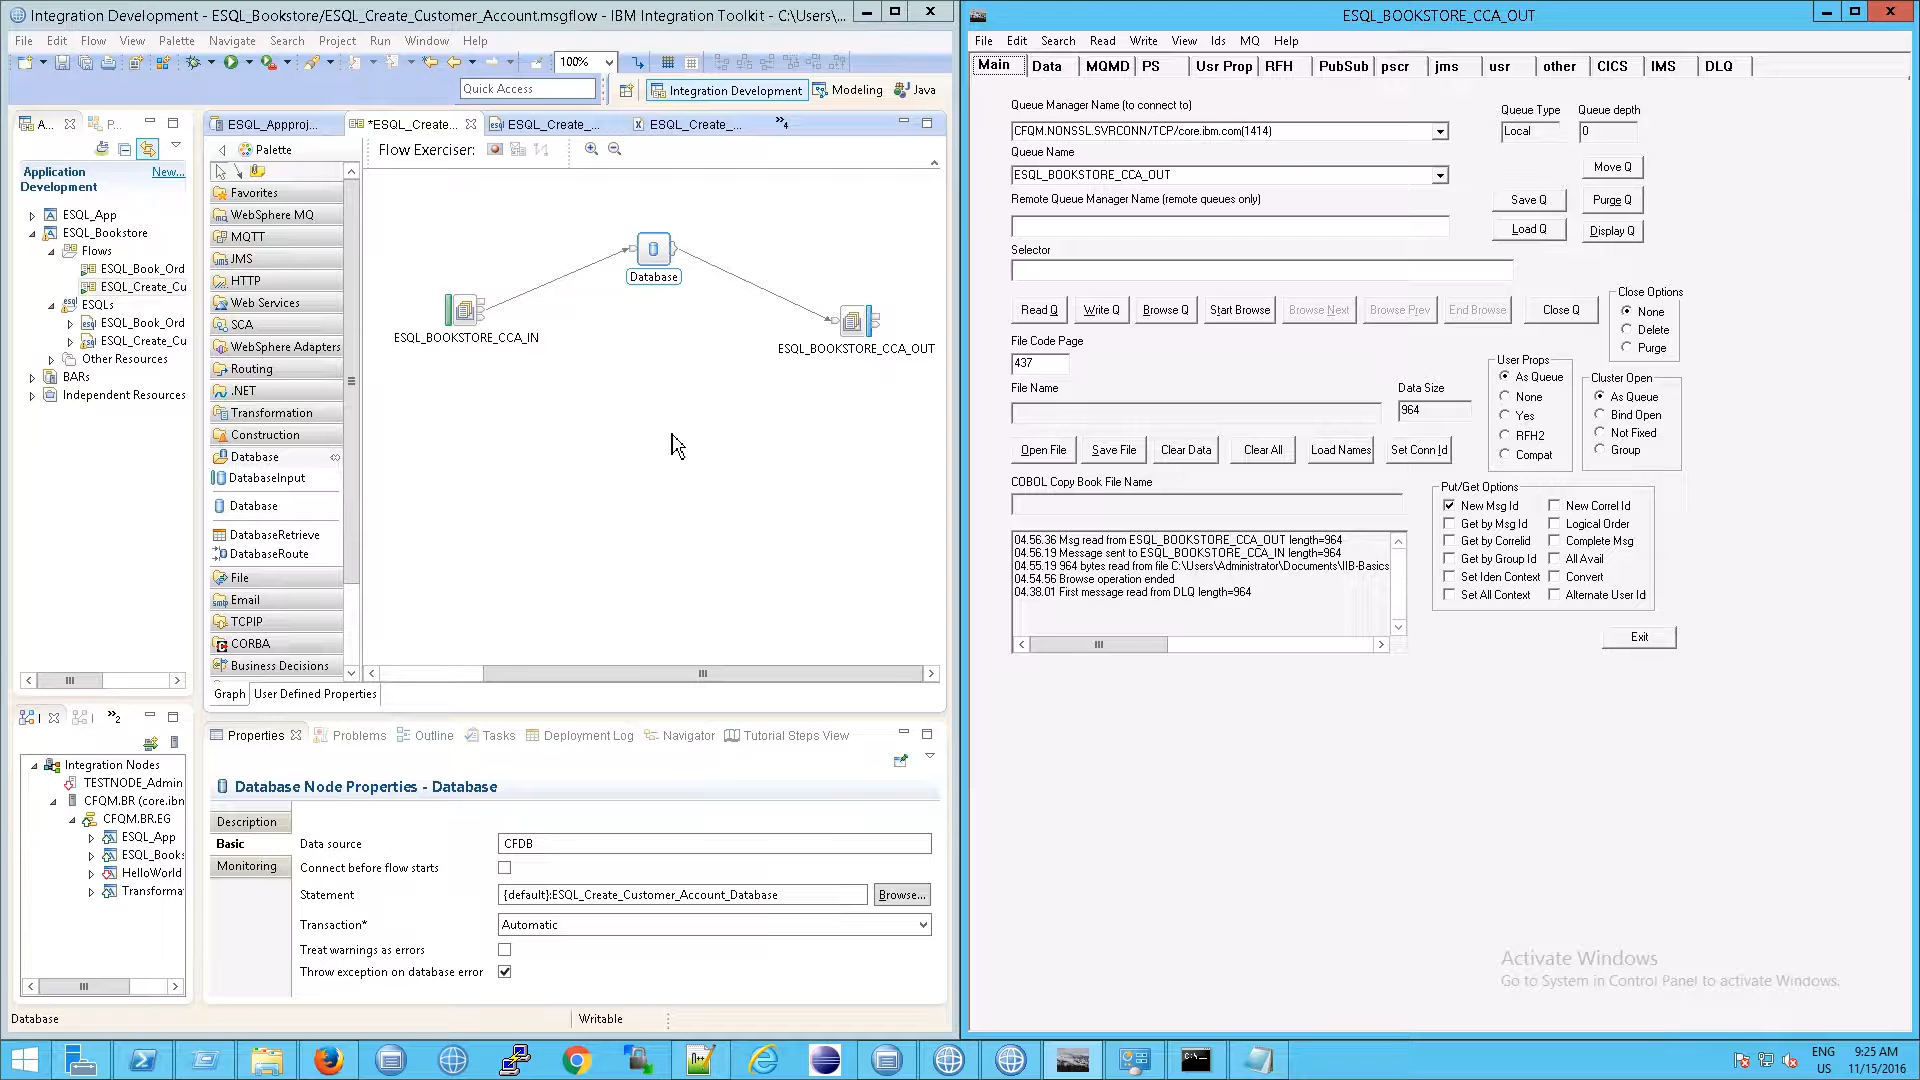 Integration Development - ESQL_Bookstore/ESQL_Create_Customer_Account.msgflow - IBM Integration Toolkit - C:\Users\...
File Edit Flow View Palette Navigate Search Project Run Window Help
100%
Quick Access
Integration Development
Modeling
Java
A...
P...
ESQL_Appproj...
*ESQL_Create...
ESQL_Create_...
ESQL_Create_...
4
Application Development
New...
ESQL_App
ESQL_Bookstore
Flows
ESQL_Book_Ord
ESQL_Create_Cu
ESQLs
ESQL_Book_Ord
ESQL_Create_Cu
Other Resources
BARs
Independent Resources
Palette
Favorites
WebSphere MQ
MQTT
JMS
HTTP
Web Services
SCA
WebSphere Adapters
Routing
.NET
Transformation
Construction
Database
DatabaseInput
Database
DatabaseRetrieve
DatabaseRoute
File
Email
TCPIP
CORBA
Business Decisions
Flow Exerciser:
Database
ESQL_BOOKSTORE_CCA_IN
ESQL_BOOKSTORE_CCA_OUT
Graph
User Defined Properties
2
Integration Nodes
TESTNODE_Admin
CFQM.BR (core.ibn
CFQM.BR.EG
ESQL_App
ESQL_Books
HelloWorld
Transforma
Properties
Problems
Outline
Tasks
Deployment Log
Navigator
Tutorial Steps View
Database Node Properties - Database
Description
Basic
Monitoring
Data source
CFDB
Connect before flow starts
Statement
{default}:ESQL_Create_Customer_Account_Database
Browse...
Transaction*
Automatic
Treat warnings as errors
Throw exception on database error
Database
Writable
ESQL_BOOKSTORE_CCA_OUT
File Edit Search Read Write View Ids MQ Help
Main Data MQMD PS Usr Prop RFH PubSub pscr jms usr other CICS IMS DLQ
Queue Manager Name (to connect to)
CFQM.NONSSL.SVRCONN/TCP/core.ibm.com(1414)
Queue Type
Local
Queue depth
0
Queue Name
ESQL_BOOKSTORE_CCA_OUT
Move Q
Remote Queue Manager Name (remote queues only)
Save Q
Purge Q
Load Q
Display Q
Selector
Read Q
Write Q
Browse Q
Start Browse
Browse Next
Browse Prev
End Browse
Close Q
Close Options
None
Delete
Purge
File Code Page
437
File Name
Data Size
964
User Props
As Queue
None
Yes
RFH2
Compat
Cluster Open
As Queue
Bind Open
Not Fixed
Group
Open File
Save File
Clear Data
Clear All
Load Names
Set Conn Id
COBOL Copy Book File Name
04.56.36 Msg read from ESQL_BOOKSTORE_CCA_OUT length=964
04.56.19 Message sent to ESQL_BOOKSTORE_CCA_IN length=964
04.55.19 964 bytes read from file C:\Users\Administrator\Documents\IIB-Basics
04.54.56 Browse operation ended
04.38.01 First message read from DLQ length=964
Put/Get Options
New Msg Id
New Correl Id
Get by Msg Id
Logical Order
Get by Correlid
Complete Msg
Get by Group Id
All Avail
Set Iden Context
Convert
Set All Context
Alternate User Id
Exit
Activate Windows
Go to System in Control Panel to activate Windows.
ENG
US
9:25 AM
11/15/2016